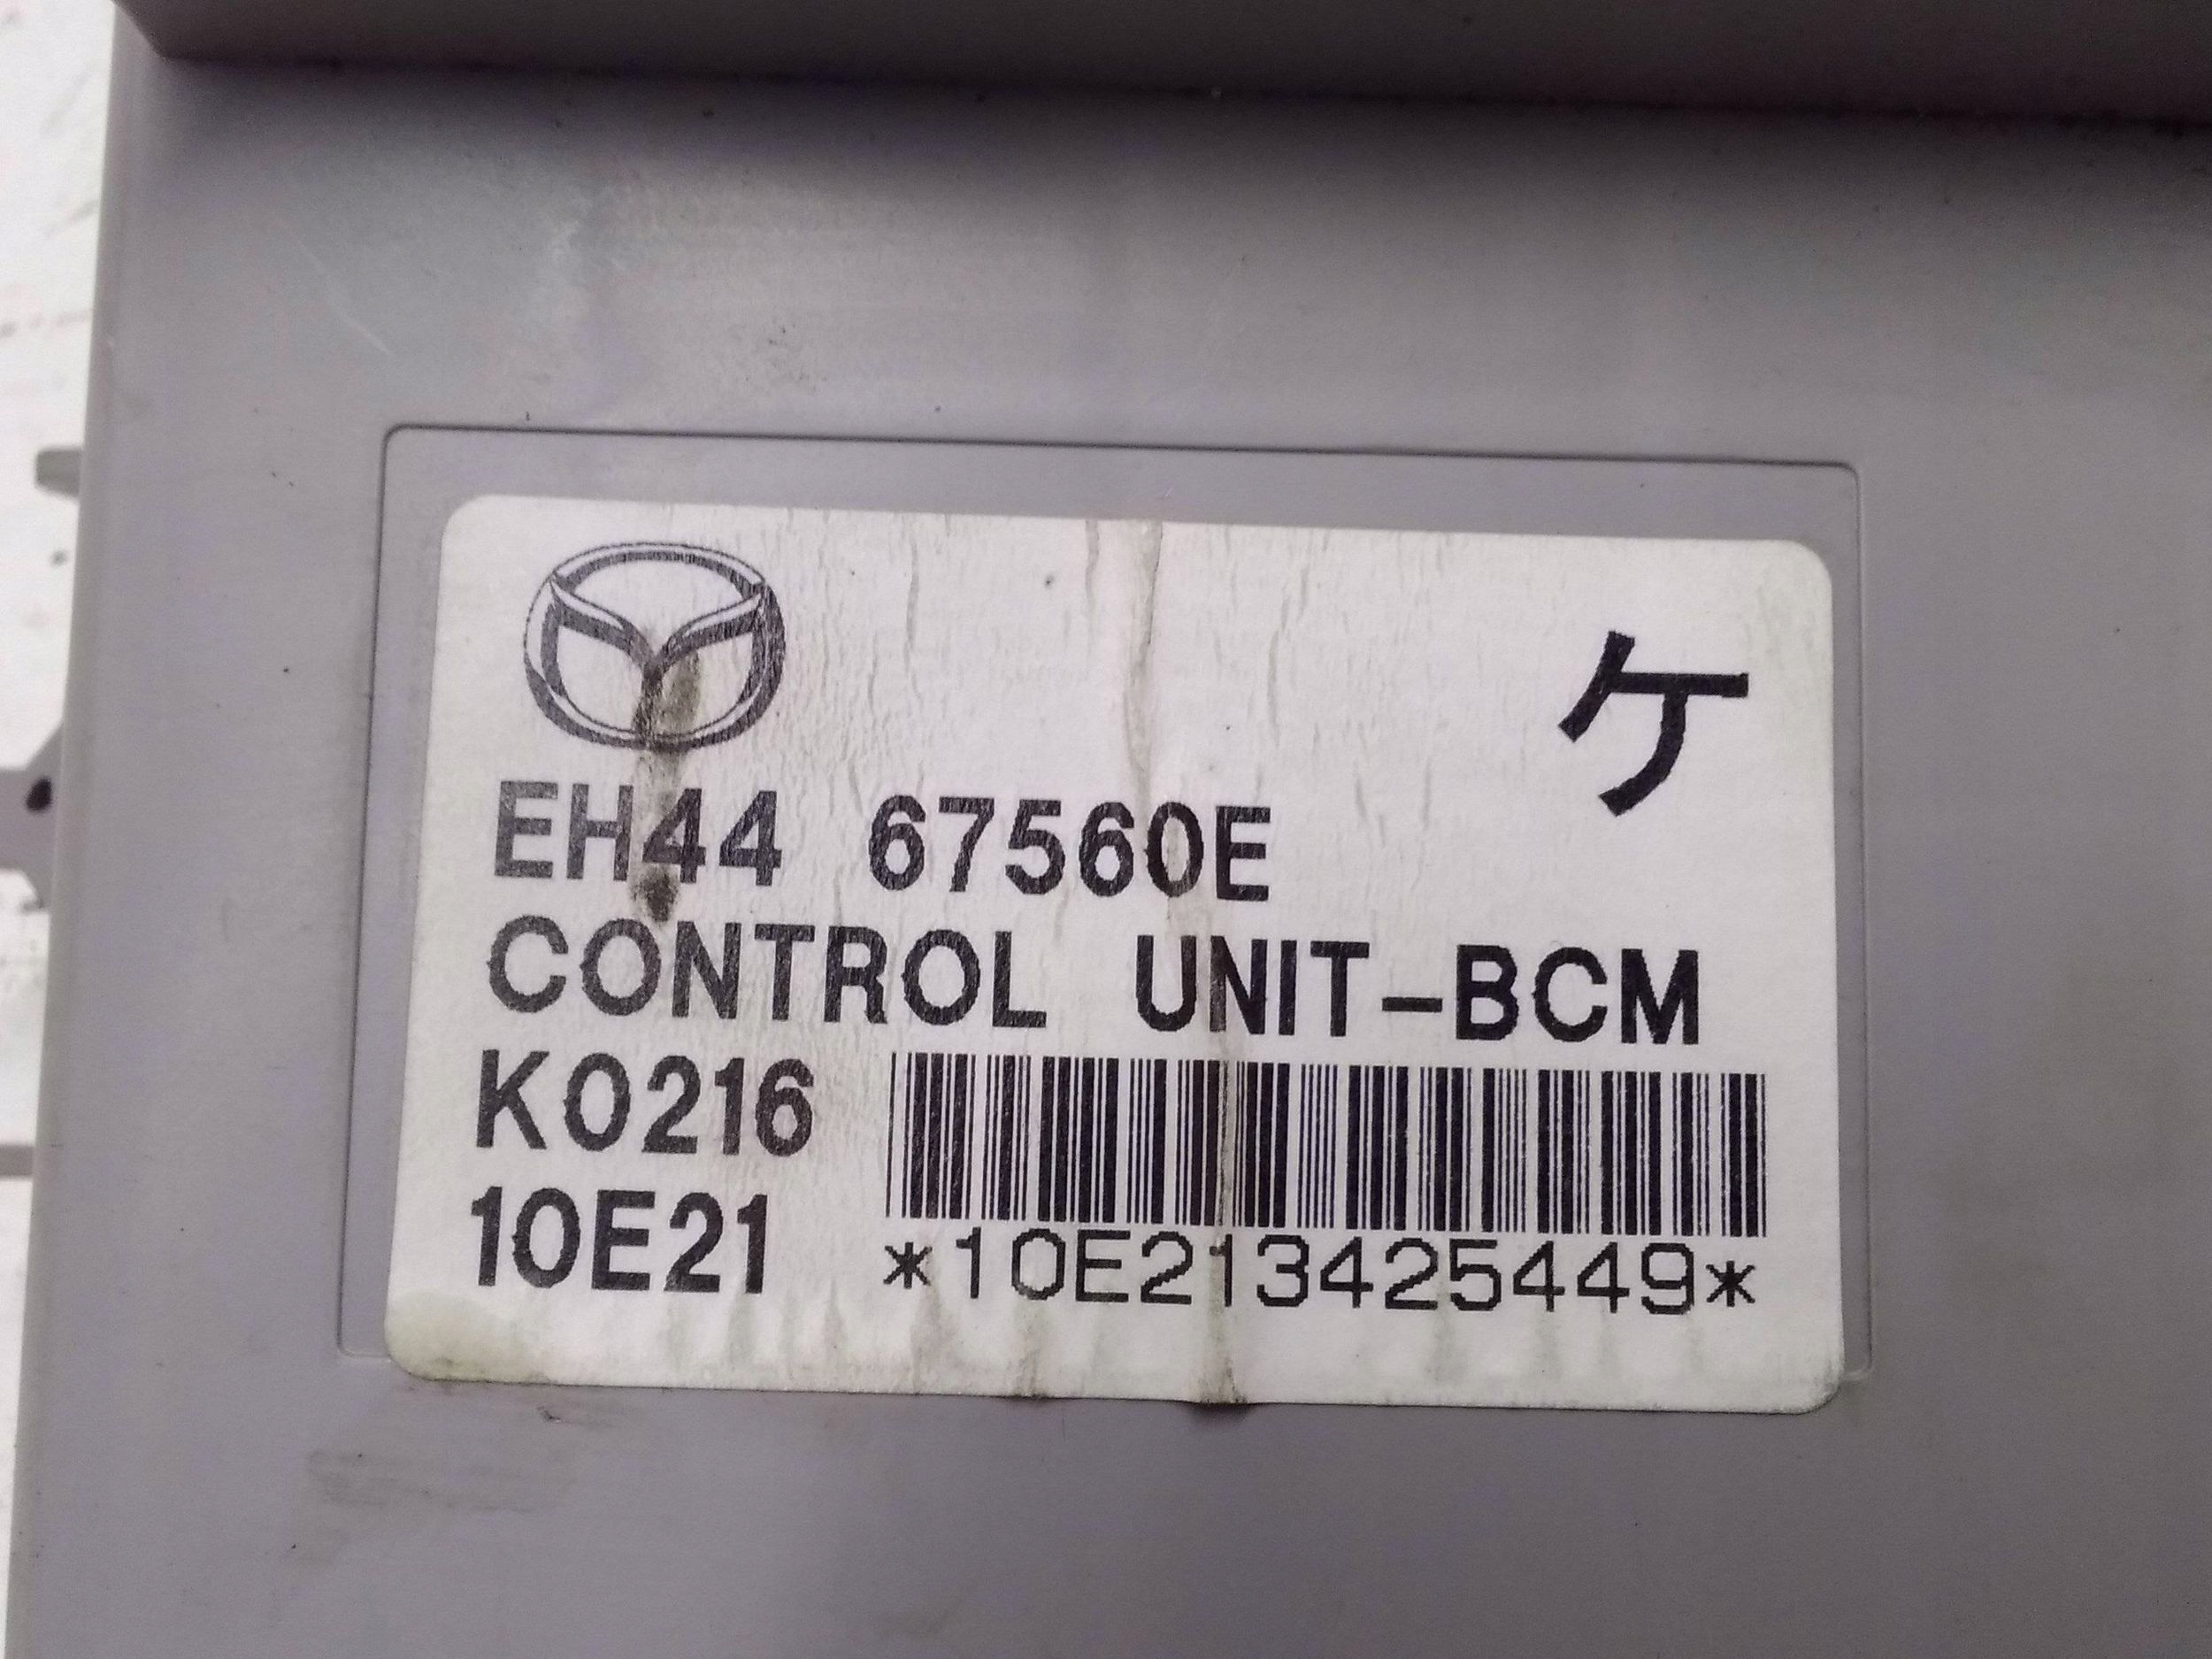 ケ
EH44 67560E
CONTROL UNIT-BCM
K0216
10E21
*10E213425449*